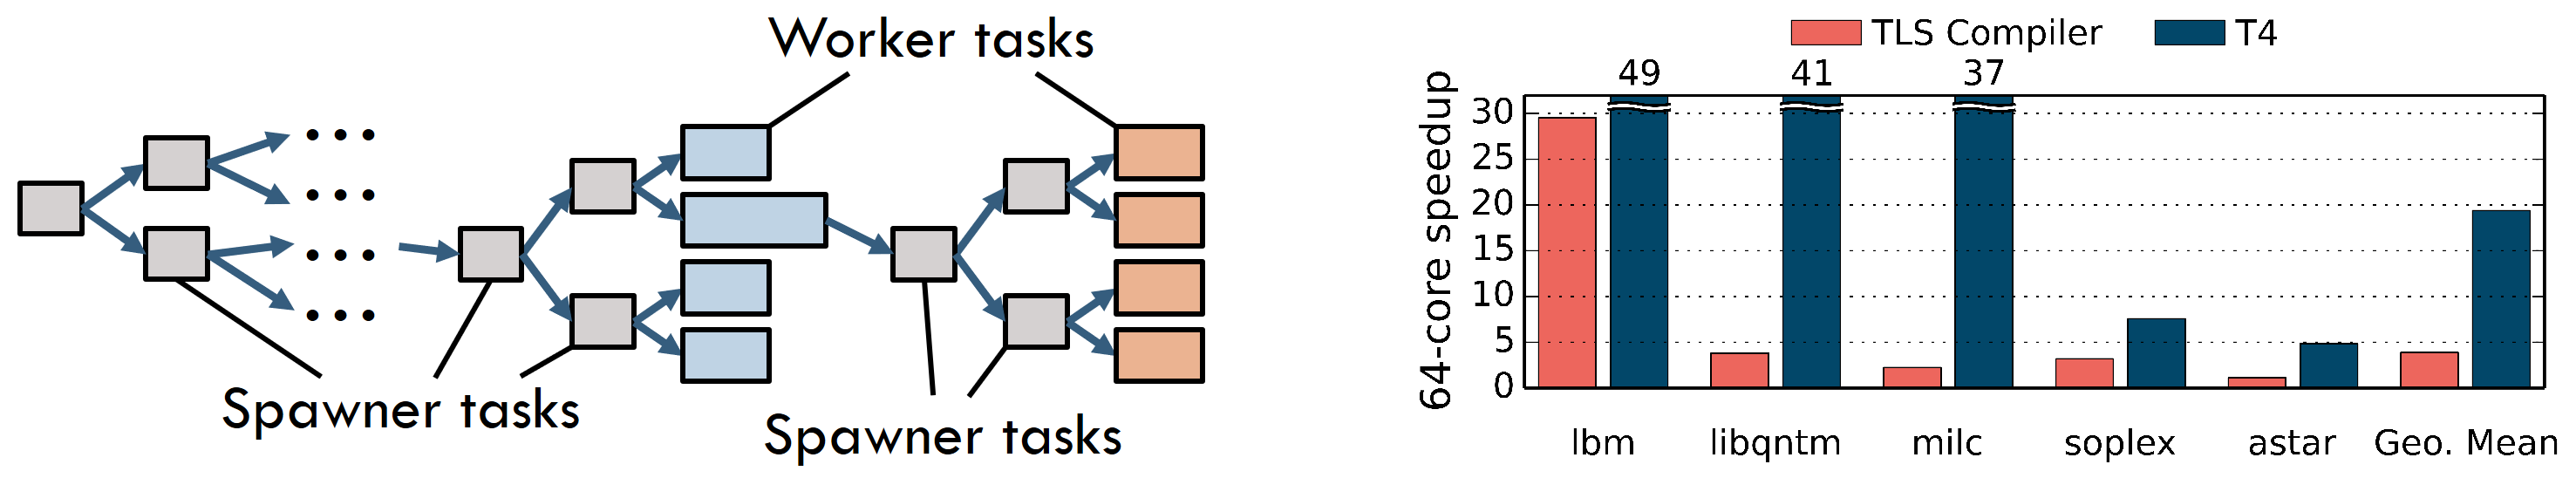 Worker tasks
Spawner tasks
Spawner tasks
TLS Compiler
T4
49
41
37
64-core speedup
30
25
20
15
10
5
0
lbm
libqntm
milc
soplex
astar
Geo. Mean